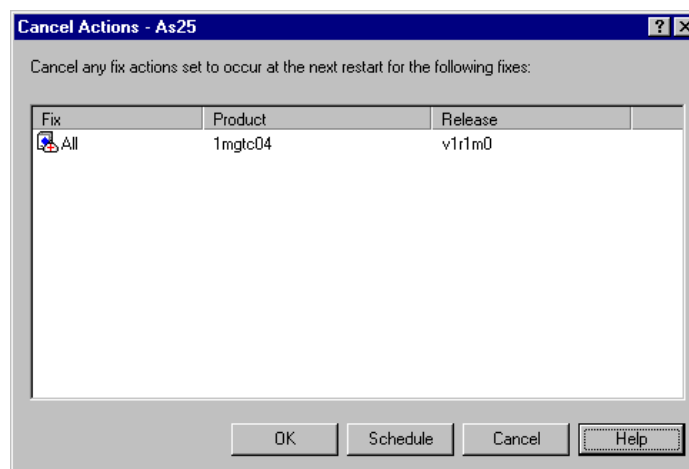 Cancel Actions - As25
Cancel any fix actions set to occur at the next restart for the following fixes:
Fix Product Release
All 1mgtc04 v1r1m0
OK Schedule Cancel Help